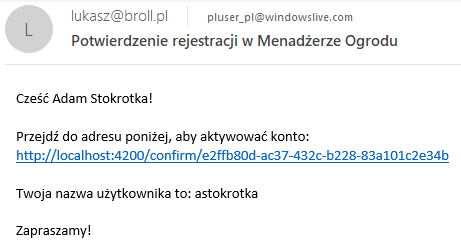 L
lukasz@broll.pl pluser_pl@windowslive.com
Potwierdzenie rejestracji w Menadżerze Ogrodu
Cześć Adam Stokrotka!
Przejdź do adresu poniżej, aby aktywować konto:
http://localhost:4200/confirm/e2ffb80d-ac37-432c-b228-83a101c2e34b
Twoja nazwa użytkownika to: astokrotka
Zapraszamy!